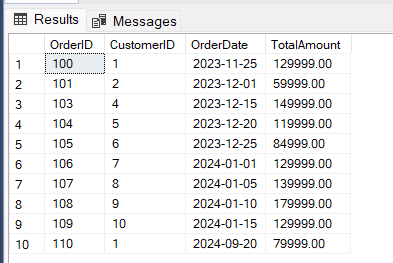 Results Messages
OrderID CustomerID OrderDate TotalAmount
1 100 1 2023-11-25 129999.00
2 101 2 2023-12-01 59999.00
3 103 4 2023-12-15 149999.00
4 104 5 2023-12-20 119999.00
5 105 6 2023-12-25 84999.00
6 106 7 2024-01-01 129999.00
7 107 8 2024-01-05 139999.00
8 108 9 2024-01-10 179999.00
9 109 10 2024-01-15 129999.00
10 110 1 2024-09-20 79999.00